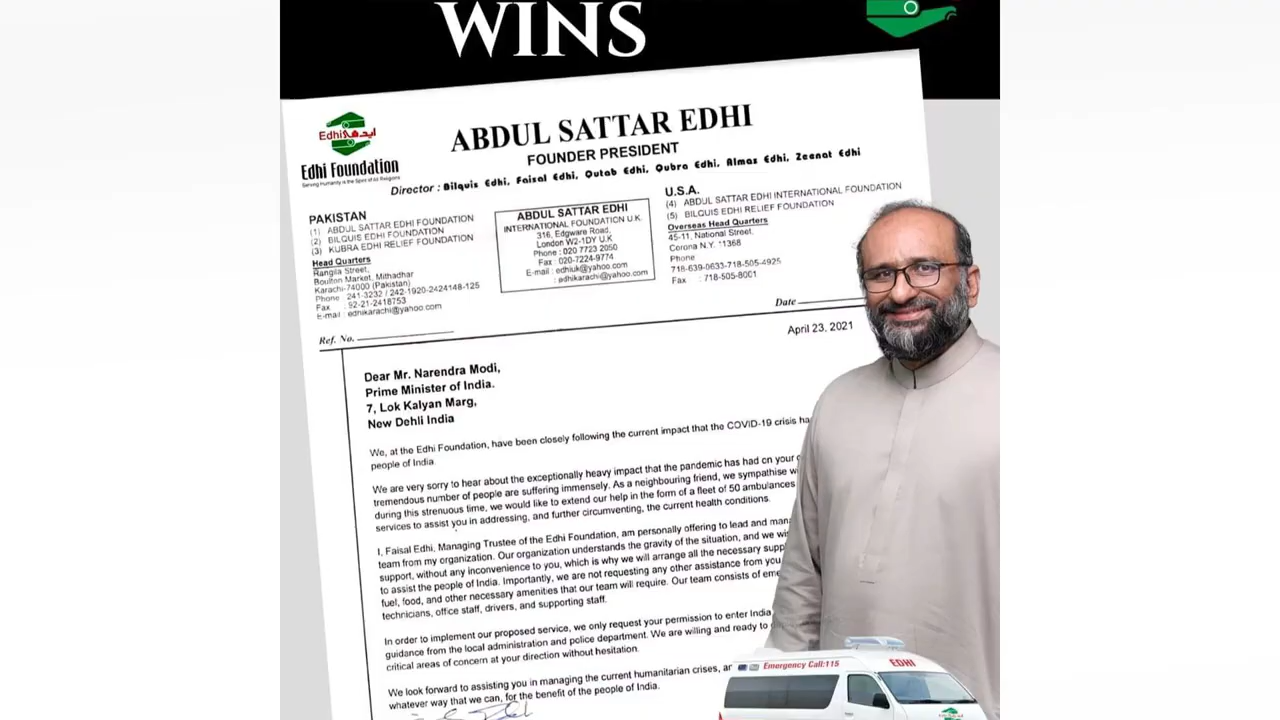 WINS
Edhi ایدھی
Edhi Foundation
Serving Humanity is the Spirit of All Religions
ABDUL SATTAR EDHI
FOUNDER PRESIDENT
Director : Bilquis Edhi, Faisal Edhi, Qutab Edhi, Qubra Edhi, Almas Edhi, Zeenat Edhi
PAKISTAN
(1) ABDUL SATTAR EDHI FOUNDATION
(2) BILQUIS EDHI FOUNDATION
(3) KUBRA EDHI RELIEF FOUNDATION
Head Quarters
Rangila Street,
Boulton Market, Mithadhar
Karachi-74000 (Pakistan)
Phone : 241-3232 / 242-1920-2424148-125
Fax : 92-21-2418753
E-mail : edhikarachi@yahoo.com
ABDUL SATTAR EDHI
INTERNATIONAL FOUNDATION U.K.
316, Edgware Road,
London W2-1DY U.K
Phone : 020 7723 2050
Fax : 020-7224-9774
E-mail : edhiuk@yahoo.com
: edhikarachi@yahoo.com
U.S.A.
(4) ABDUL SATTAR EDHI INTERNATIONAL FOUNDATION
(5) BILQUIS EDHI RELIEF FOUNDATION
Overseas Head Quarters
45-11, National Street,
Corona N.Y. 11368
Phone
718-639-0633-718-505-4925
Fax : 718-505-8001
Ref. No.
Date
April 23, 2021
Dear Mr. Narendra Modi,
Prime Minister of India.
7, Lok Kalyan Marg,
New Dehli India
We, at the Edhi Foundation, have been closely following the current impact that the COVID-19 crisis ha
people of India.
We are very sorry to hear about the exceptionally heavy impact that the pandemic has had on your
tremendous number of people are suffering immensely. As a neighbouring friend, we sympathise
during this strenuous time, we would like to extend our help in the form of a fleet of 50 ambulances
services to assist you in addressing, and further circumventing, the current health conditions.
I, Faisal Edhi, Managing Trustee of the Edhi Foundation, am personally offering to lead and
team from my organization. Our organization understands the gravity of the situation, and we
support, without any inconvenience to you, which is why we will arrange all the necessary
to assist the people of India. Importantly, we are not requesting any other assistance from you
fuel, food, and other necessary amenities that our team will require. Our team consists of
technicians, office staff, drivers, and supporting staff.
In order to implement our proposed service, we only request your permission to enter India
guidance from the local administration and police department. We are willing and ready to
critical areas of concern at your direction without hesitation.
We look forward to assisting you in managing the current humanitarian crises,
whatever way that we can, for the benefit of the people of India.
Emergency Call:115
EDHI